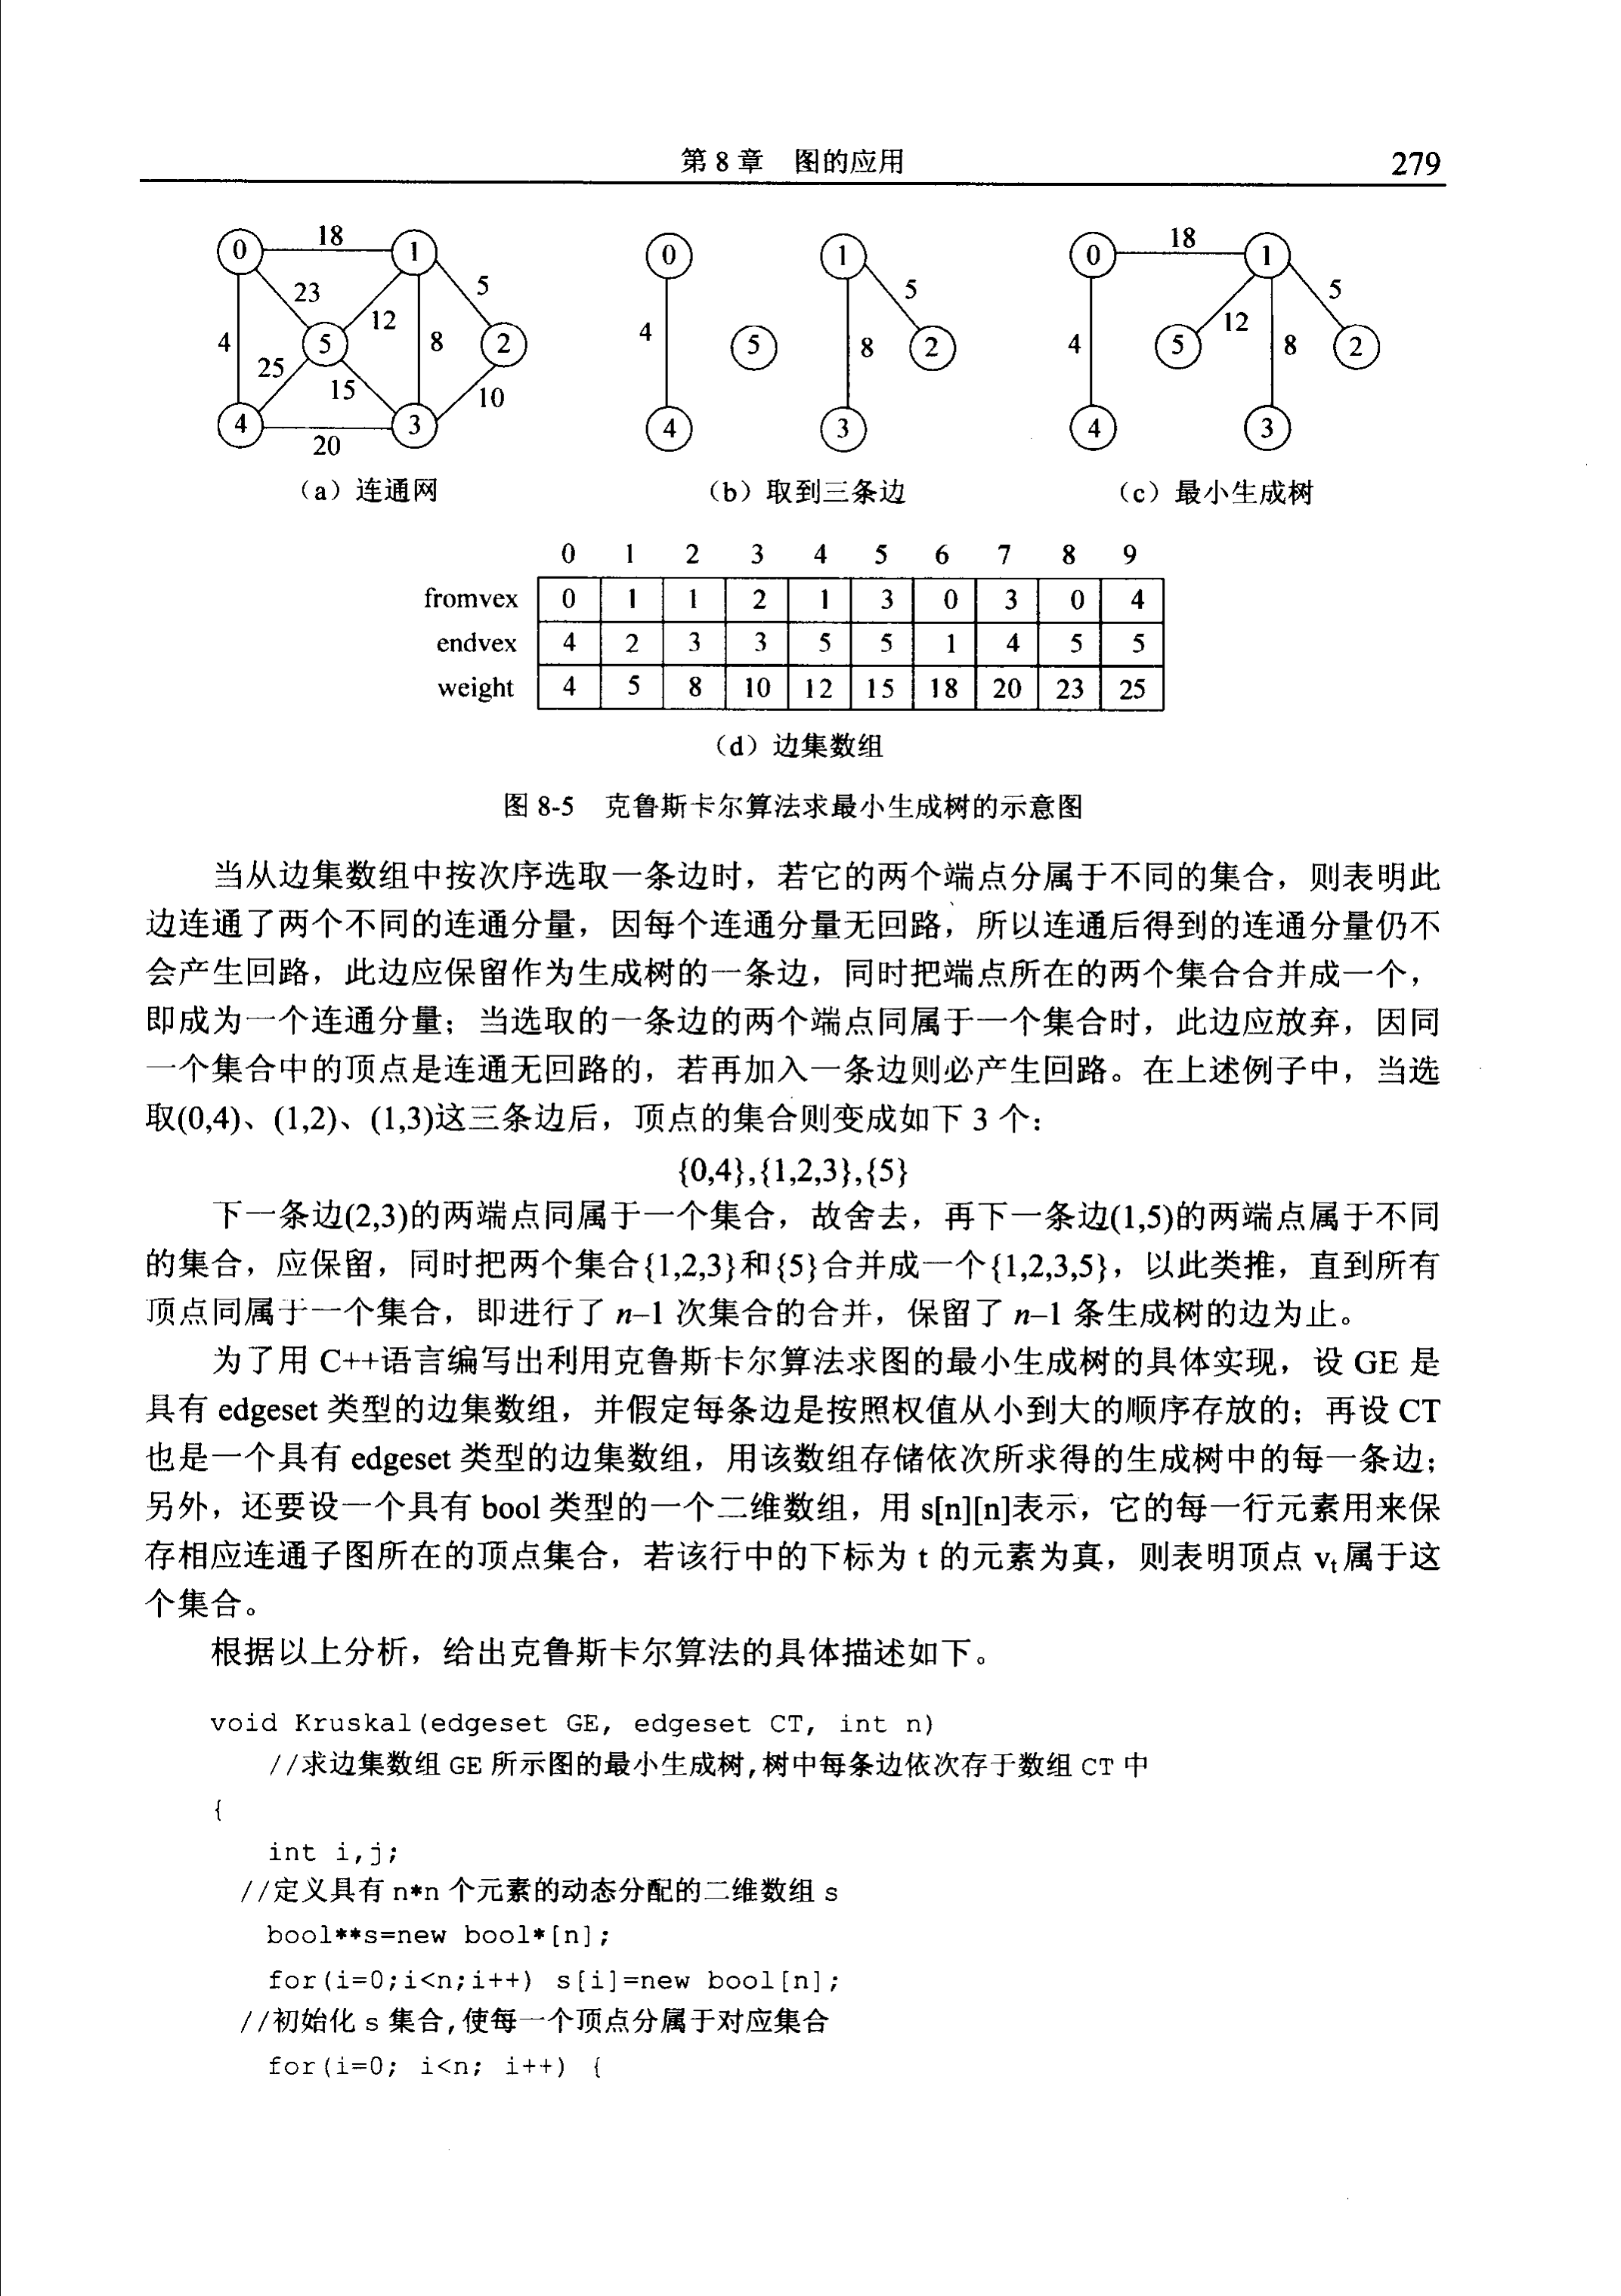 第 8 章 图的应用 279
0 18 1 0 1 0 18 1
23 5 5 5
12 12
4 5 8 2 4 5 8 2 4 5 8 2
25
15 10
4 3 4 3 4 3
20
（a）连通网 （b）取到三条边 （c）最小生成树
0 1 2 3 4 5 6 7 8 9
fromvex 0 1 1 2 1 3 0 3 0 4
endvex 4 2 3 3 5 5 1 4 5 5
weight 4 5 8 10 12 15 18 20 23 25
（d）边集数组
图 8-5 克鲁斯卡尔算法求最小生成树的示意图
当从边集数组中按次序选取一条边时，若它的两个端点分属于不同的集合，则表明此
边连通了两个不同的连通分量，因每个连通分量无回路，所以连通后得到的连通分量仍不
会产生回路，此边应保留作为生成树的一条边，同时把端点所在的两个集合合并成一个，
即成为一个连通分量；当选取的一条边的两个端点同属于一个集合时，此边应放弃，因同
一个集合中的顶点是连通无回路的，若再加入一条边则必产生回路。在上述例子中，当选
取(0,4)、(1,2)、(1,3)这三条边后，顶点的集合则变成如下 3 个：
{0,4},{1,2,3},{5}
下一条边(2,3)的两端点同属于一个集合，故舍去，再下一条边(1,5)的两端点属于不同
的集合，应保留，同时把两个集合{1,2,3}和{5}合并成一个{1,2,3,5}，以此类推，直到所有
顶点同属于一个集合，即进行了 n–1 次集合的合并，保留了 n–1 条生成树的边为止。
为了用 C++语言编写出利用克鲁斯卡尔算法求图的最小生成树的具体实现，设 GE 是
具有 edgeset 类型的边集数组，并假定每条边是按照权值从小到大的顺序存放的；再设 CT
也是一个具有 edgeset 类型的边集数组，用该数组存储依次所求得的生成树中的每一条边；
另外，还要设一个具有 bool 类型的一个二维数组，用 s[n][n]表示，它的每一行元素用来保
存相应连通子图所在的顶点集合，若该行中的下标为 t 的元素为真，则表明顶点 vt属于这
个集合。
根据以上分析，给出克鲁斯卡尔算法的具体描述如下。
void Kruskal(edgeset GE, edgeset CT, int n)
//求边集数组 GE 所示图的最小生成树,树中每条边依次存于数组 CT 中
{
int i,j;
//定义具有 n*n 个元素的动态分配的二维数组 s
bool**s=new bool*[n];
for(i=0;i<n;i++) s[i]=new bool[n];
//初始化 s 集合,使每一个顶点分属于对应集合
for(i=0; i<n; i++) {